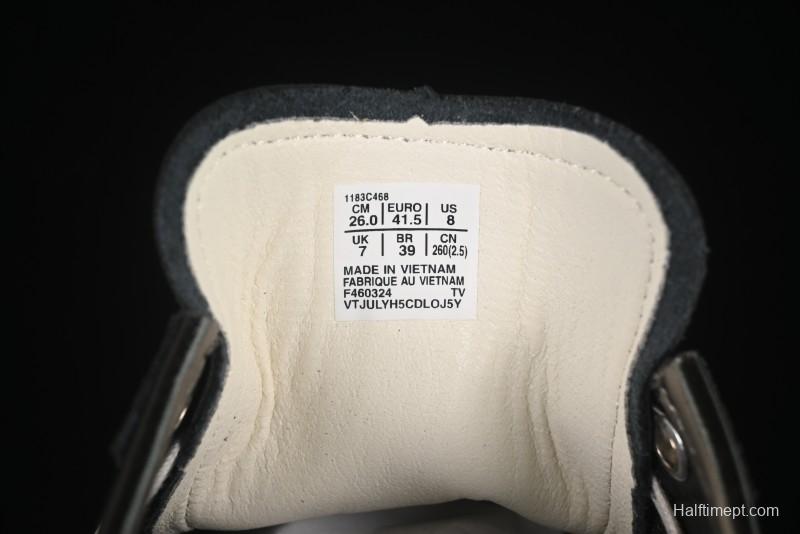 1183C468
CM EURO US
26.0 41.5 8
UK BR CN
7 39 260(2.5)
MADE IN VIETNAM
FABRIQUE AU VIETNAM
F460324 TV
VTJULYH5CDLOJ5Y
Halftimept.com